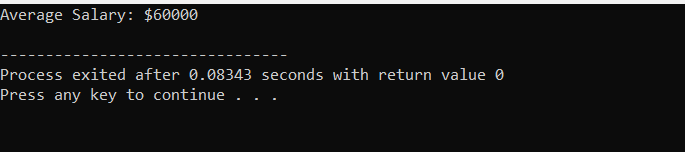 Average Salary: $60000
--------------------------------
Process exited after 0.08343 seconds with return value 0
Press any key to continue . . .